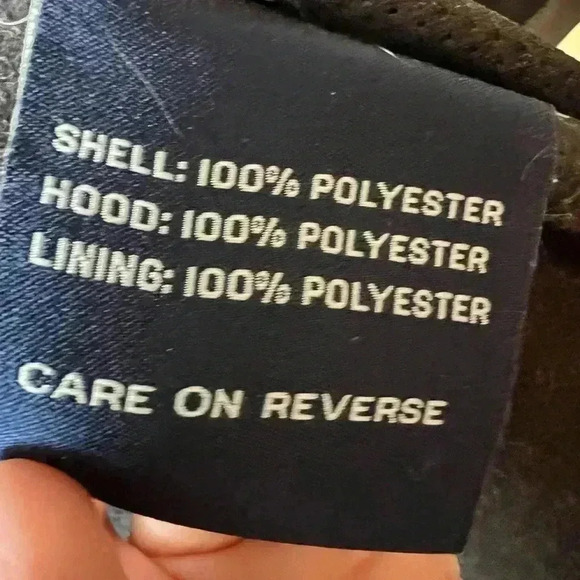 SHELL: 100% POLYESTER
HOOD: 100% POLYESTER
LINING: 100% POLYESTER
CARE ON REVERSE